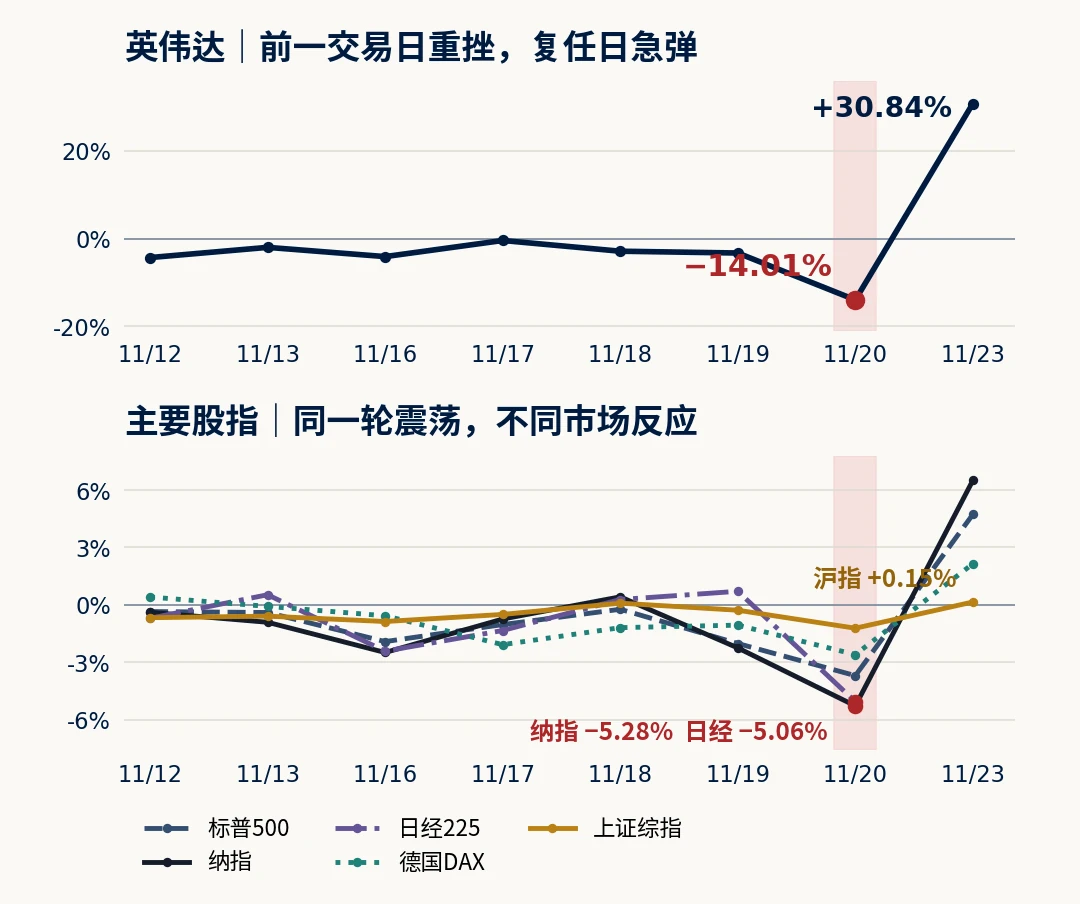 英伟达｜前一交易日重挫，复任日急弹
+30.84%
20%
0%
−14.01%
-20%
11/12 11/13 11/16 11/17 11/18 11/19 11/20 11/23
主要股指｜同一轮震荡，不同市场反应
6%
3%
沪指 +0.15%
0%
-3%
-6%
纳指 −5.28% 日经 −5.06%
11/12 11/13 11/16 11/17 11/18 11/19 11/20 11/23
标普500 日经225 上证综指
纳指 德国DAX